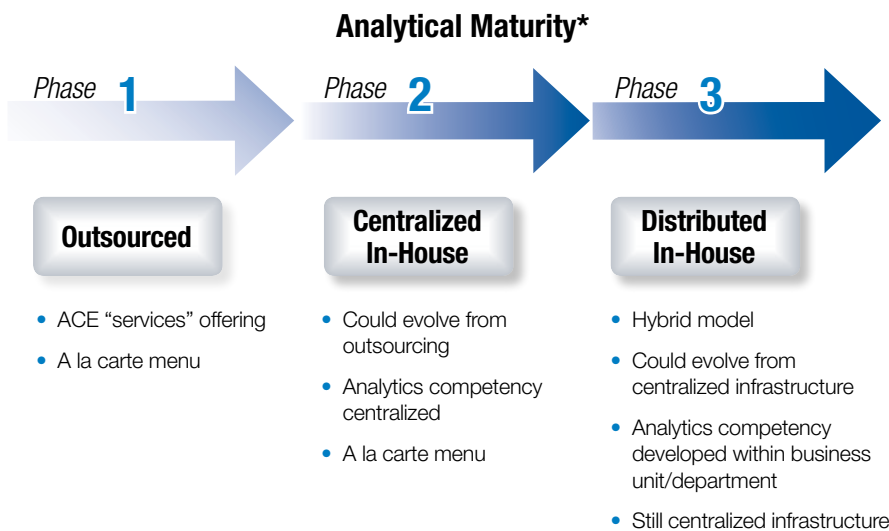 Analytical Maturity*
Phase 1
Phase 2
Phase 3
Outsourced
Centralized
In-House
Distributed
In-House
• ACE “services” offering
• A la carte menu
• Could evolve from
outsourcing
• Analytics competency
centralized
• A la carte menu
• Hybrid model
• Could evolve from
centralized infrastructure
• Analytics competency
developed within business
unit/department
• Still centralized infrastructure